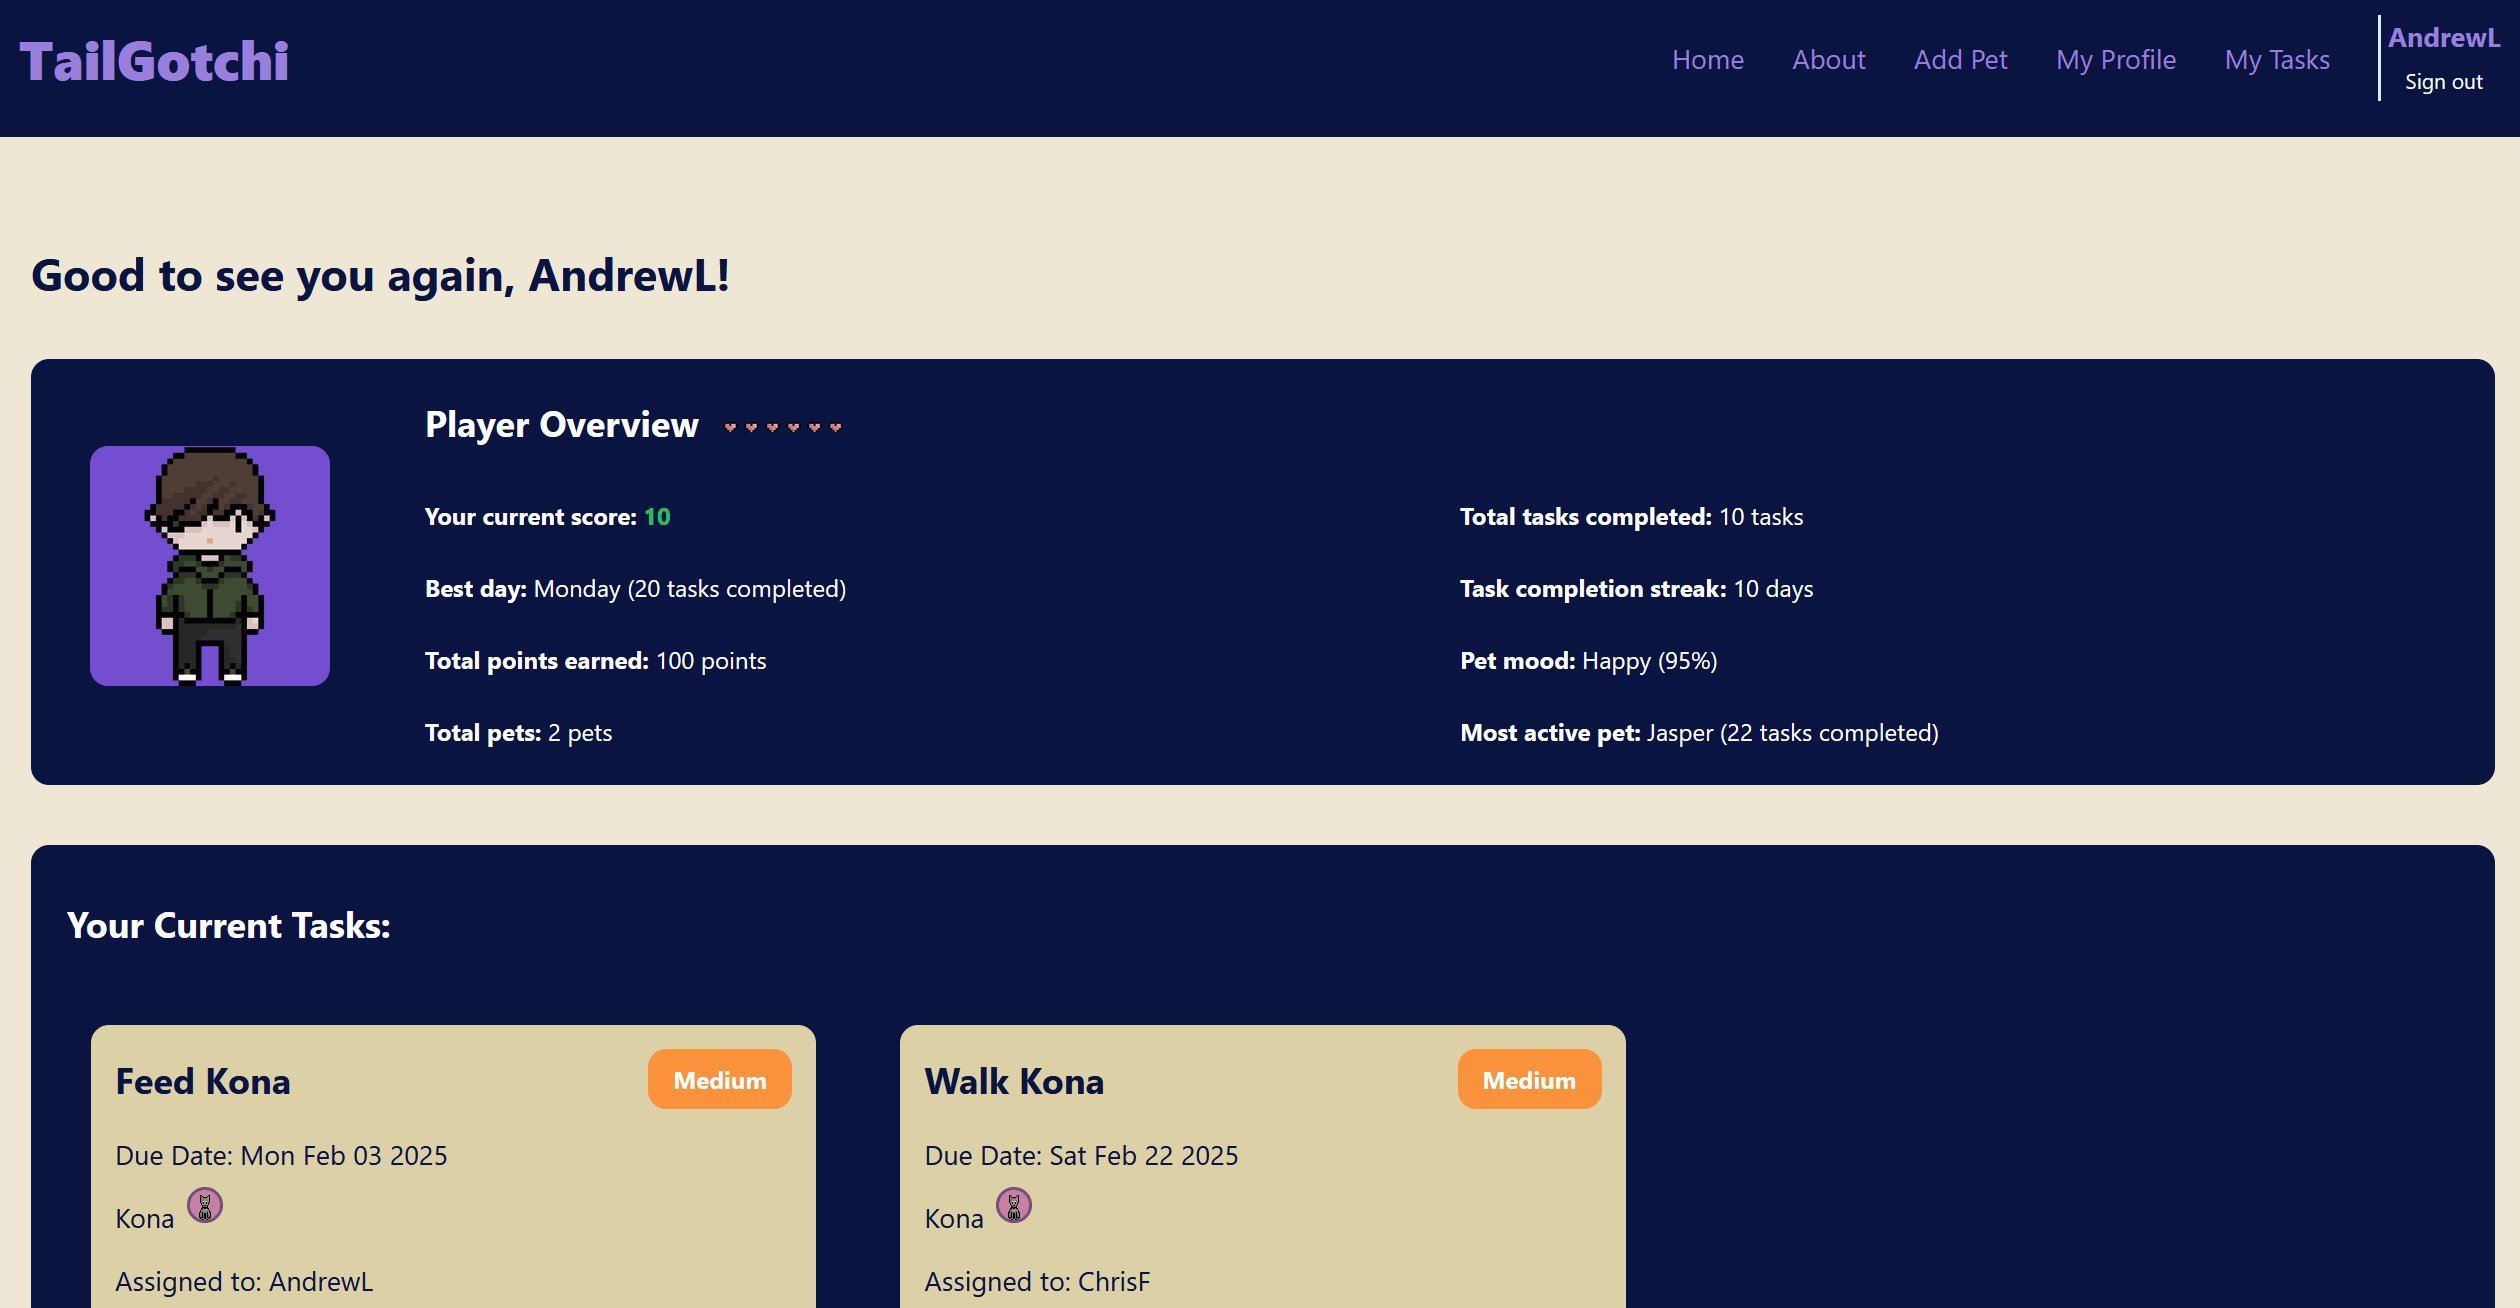 TailGotchi
Home About Add Pet My Profile My Tasks
AndrewL
Sign out
Good to see you again, AndrewL!
Player Overview
Your current score: 10
Total tasks completed: 10 tasks
Best day: Monday (20 tasks completed)
Task completion streak: 10 days
Total points earned: 100 points
Pet mood: Happy (95%)
Total pets: 2 pets
Most active pet: Jasper (22 tasks completed)
Your Current Tasks:
Feed Kona
Medium
Due Date: Mon Feb 03 2025
Kona
Assigned to: AndrewL
Walk Kona
Medium
Due Date: Sat Feb 22 2025
Kona
Assigned to: ChrisF